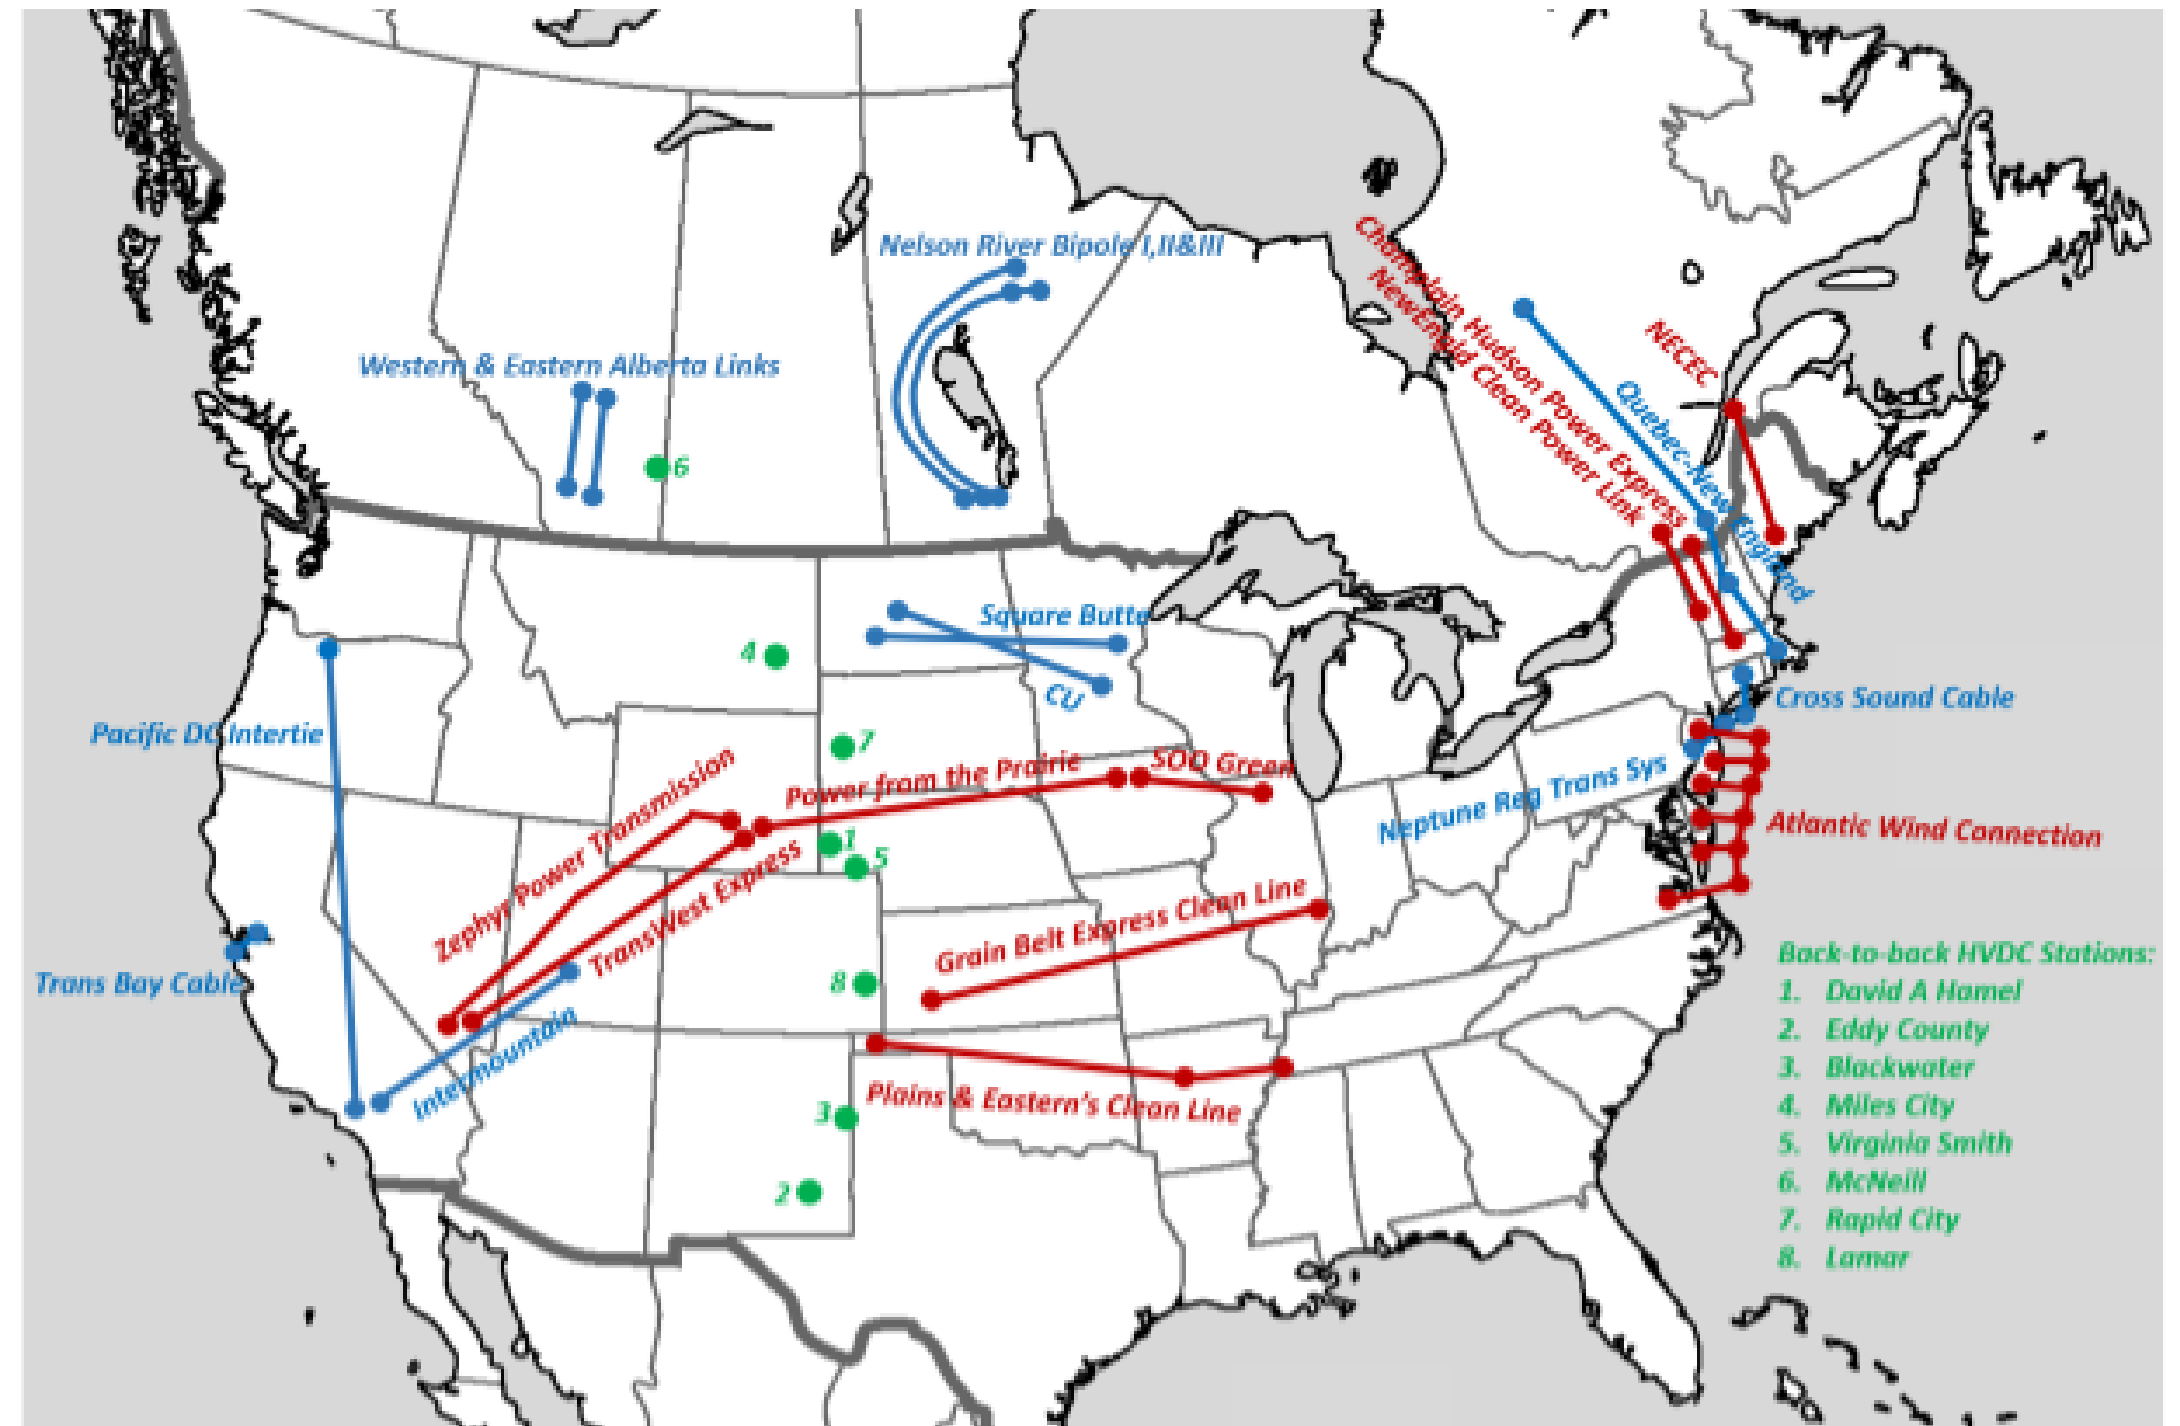 Nelson River Bipole I,II&III
Champlain Hudson Power Express
NewEnglid Clean Power Link
NECEC
Quebec-New England
Western & Eastern Alberta Links
6
Square Butte
CU
4
Pacific DC Intertie
7
Cross Sound Cable
Zephyr Power Transmission
Power from the Prairie
SOO Green
Neptune Reg Trans Sys
TransWest Express
1
5
Atlantic Wind Connection
Grain Belt Express Clean Line
Trans Bay Cable
8
Intermountain
Plains & Eastern's Clean Line
3
2
Back-to-back HVDC Stations:
1. David A Hamel
2. Eddy County
3. Blackwater
4. Miles City
5. Virginia Smith
6. McNeill
7. Rapid City
8. Lamar